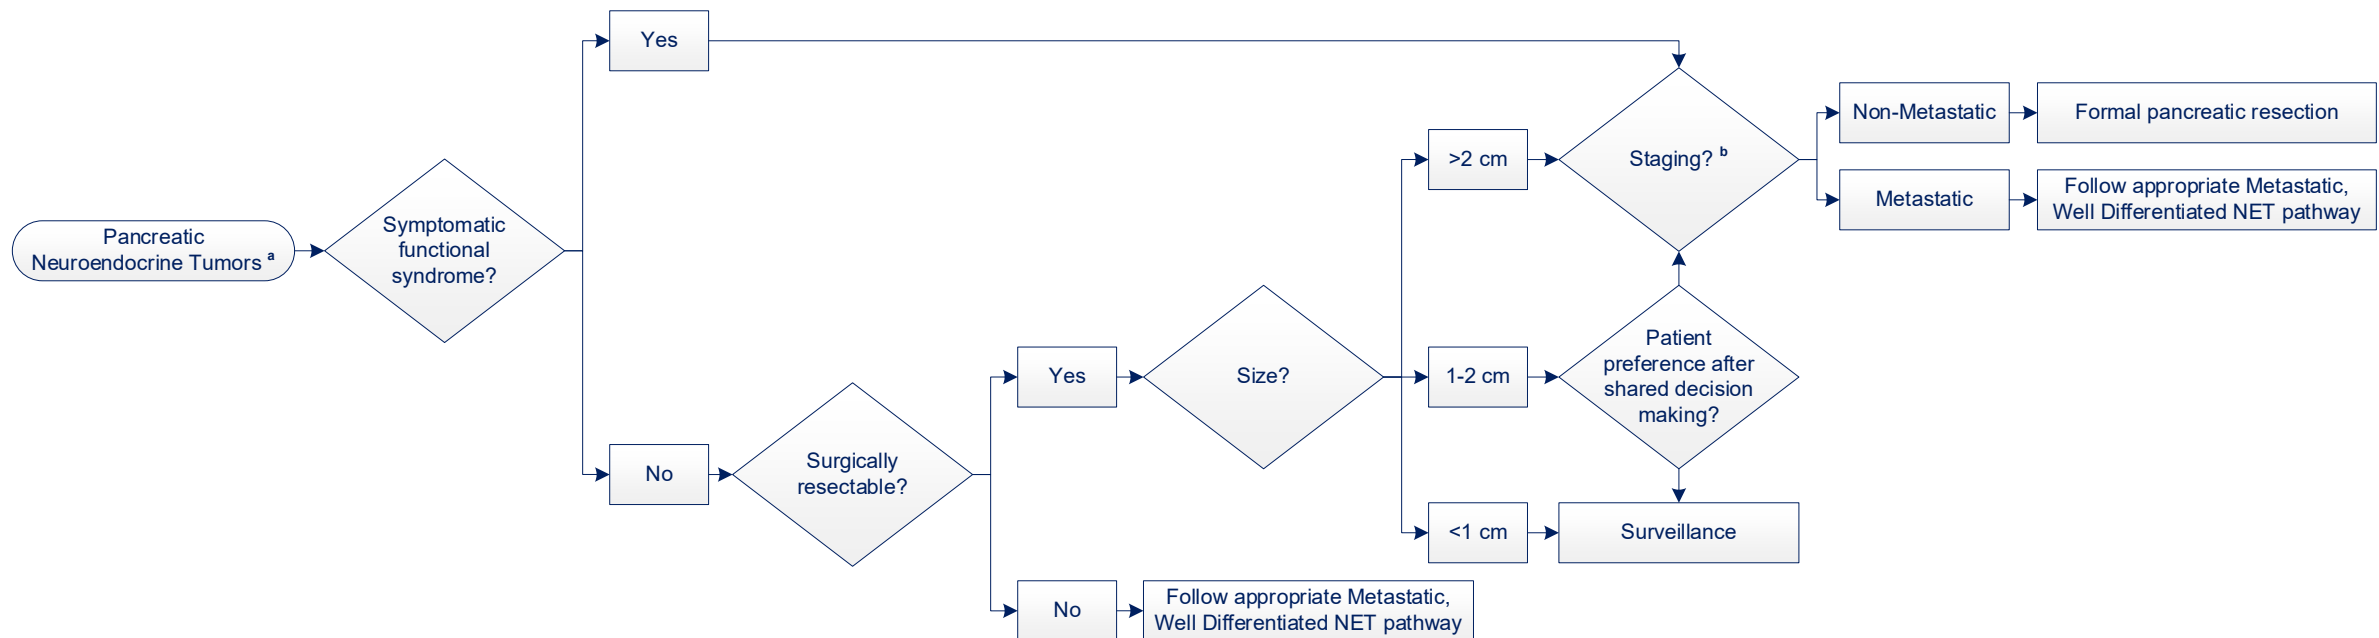 Pancreatic
Neuroendocrine Tumors a
Symptomatic
functional
syndrome?
Yes
No
Surgically
resectable?
Yes
No
Follow appropriate Metastatic,
Well Differentiated NET pathway
Size?
>2 cm
1-2 cm
<1 cm
Staging? b
Patient
preference after
shared decision
making?
Surveillance
Non-Metastatic
Formal pancreatic resection
Metastatic
Follow appropriate Metastatic,
Well Differentiated NET pathway